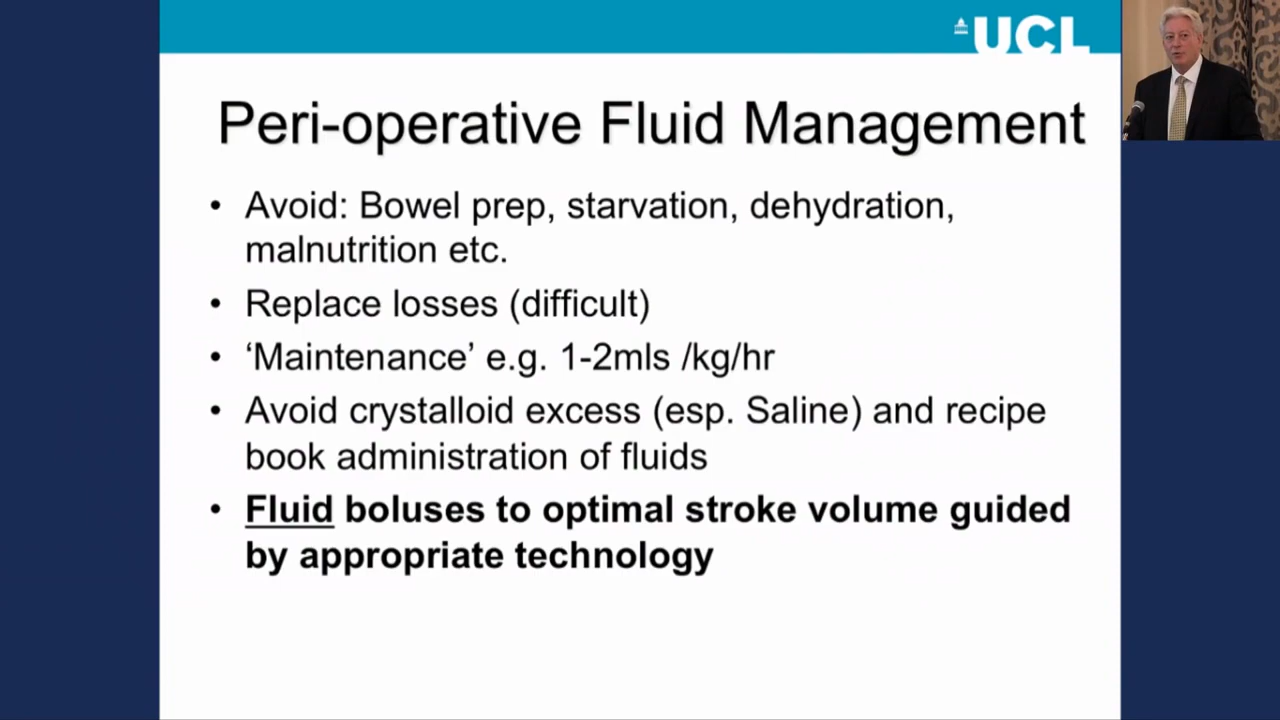 UCL
Peri-operative Fluid Management
• Avoid: Bowel prep, starvation, dehydration,
malnutrition etc.
• Replace losses (difficult)
• ‘Maintenance’ e.g. 1-2mls /kg/hr
• Avoid crystalloid excess (esp. Saline) and recipe
book administration of fluids
• Fluid boluses to optimal stroke volume guided
by appropriate technology